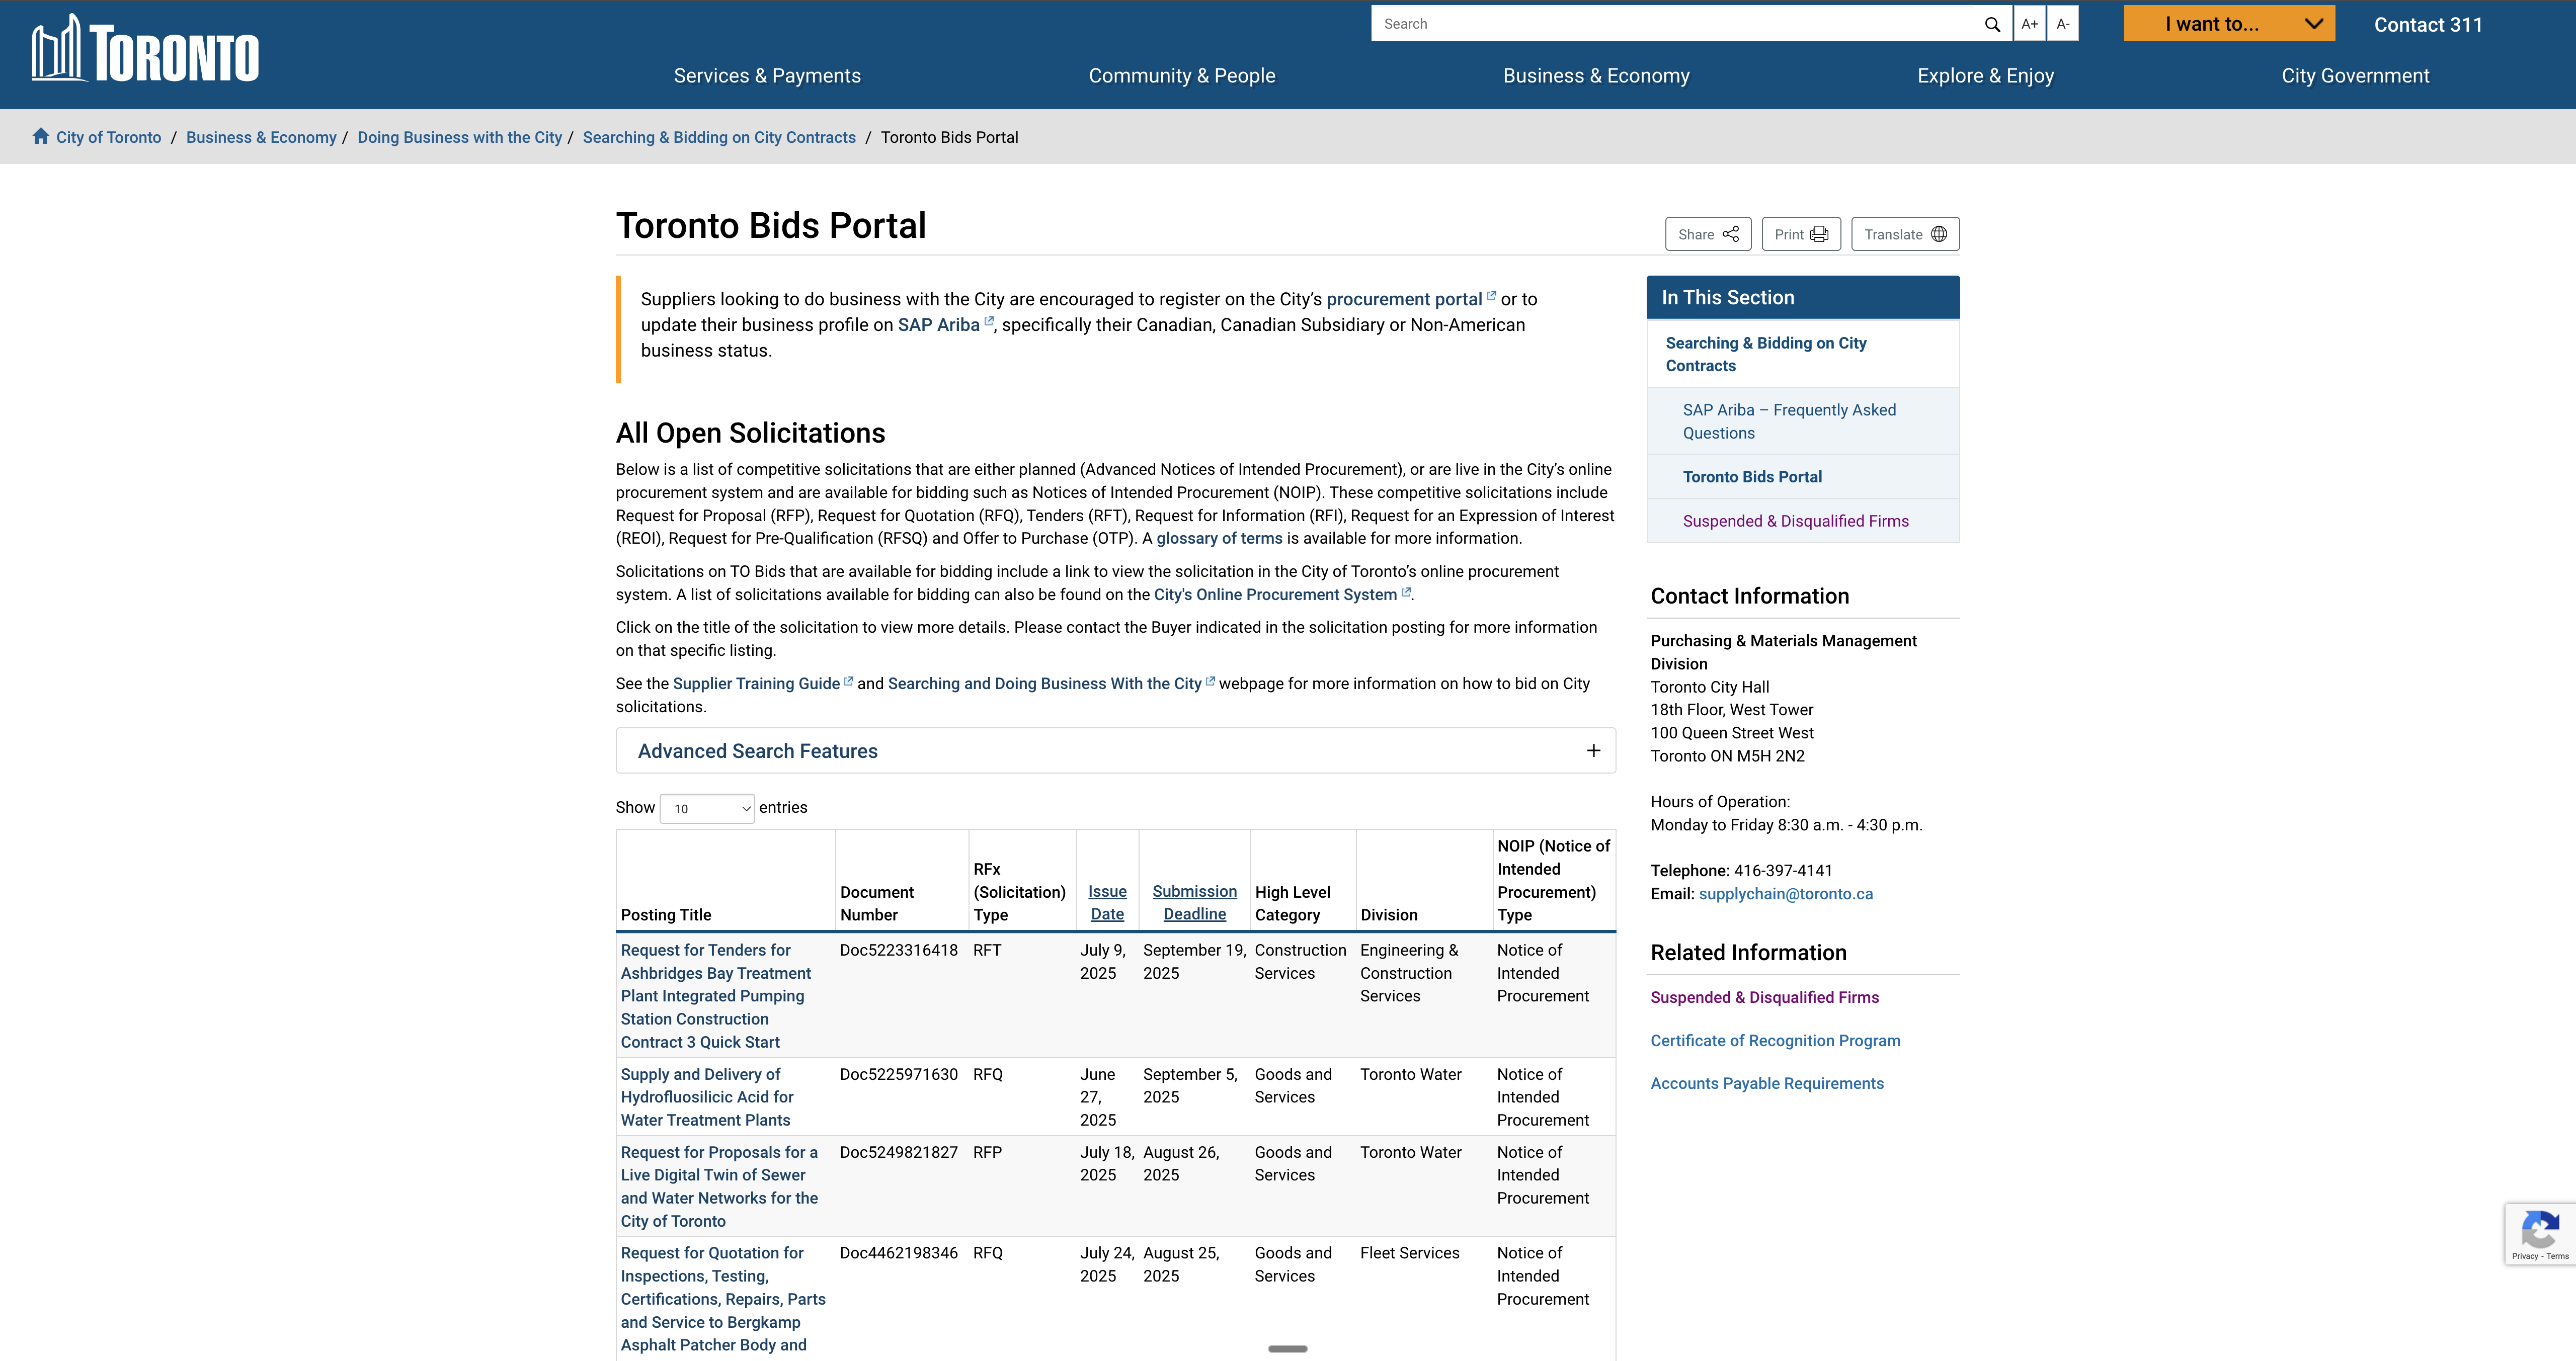 TORONTO
Search
A+
A-
I want to...
Contact 311
Services & Payments
Community & People
Business & Economy
Explore & Enjoy
City Government
City of Toronto / Business & Economy / Doing Business with the City / Searching & Bidding on City Contracts / Toronto Bids Portal
Toronto Bids Portal
Share
Print
Translate
Suppliers looking to do business with the City are encouraged to register on the City’s procurement portal or to
update their business profile on SAP Ariba, specifically their Canadian, Canadian Subsidiary or Non-American
business status.
All Open Solicitations
Below is a list of competitive solicitations that are either planned (Advanced Notices of Intended Procurement), or are live in the City’s online
procurement system and are available for bidding such as Notices of Intended Procurement (NOIP). These competitive solicitations include
Request for Proposal (RFP), Request for Quotation (RFQ), Tenders (RFT), Request for Information (RFI), Request for an Expression of Interest
(REOI), Request for Pre-Qualification (RFSQ) and Offer to Purchase (OTP). A glossary of terms is available for more information.
Solicitations on TO Bids that are available for bidding include a link to view the solicitation in the City of Toronto’s online procurement
system. A list of solicitations available for bidding can also be found on the City's Online Procurement System.
Click on the title of the solicitation to view more details. Please contact the Buyer indicated in the solicitation posting for more information
on that specific listing.
See the Supplier Training Guide and Searching and Doing Business With the City webpage for more information on how to bid on City
solicitations.
Advanced Search Features +
Show 10 entries
Posting Title
Document
Number
RFx
(Solicitation)
Type
Issue
Date
Submission
Deadline
High Level
Category
Division
NOIP (Notice of
Intended
Procurement)
Type
Request for Tenders for
Ashbridges Bay Treatment
Plant Integrated Pumping
Station Construction
Contract 3 Quick Start
Doc5223316418
RFT
July 9,
2025
September 19,
2025
Construction
Services
Engineering &
Construction
Services
Notice of
Intended
Procurement
Supply and Delivery of
Hydrofluosilicic Acid for
Water Treatment Plants
Doc5225971630
RFQ
June
27,
2025
September 5,
2025
Goods and
Services
Toronto Water
Notice of
Intended
Procurement
Request for Proposals for a
Live Digital Twin of Sewer
and Water Networks for the
City of Toronto
Doc5249821827
RFP
July 18,
2025
August 26,
2025
Goods and
Services
Toronto Water
Notice of
Intended
Procurement
Request for Quotation for
Inspections, Testing,
Certifications, Repairs, Parts
and Service to Bergkamp
Asphalt Patcher Body and
Doc4462198346
RFQ
July 24,
2025
August 25,
2025
Goods and
Services
Fleet Services
Notice of
Intended
Procurement
In This Section
Searching & Bidding on City
Contracts
SAP Ariba – Frequently Asked
Questions
Toronto Bids Portal
Suspended & Disqualified Firms
Contact Information
Purchasing & Materials Management
Division
Toronto City Hall
18th Floor, West Tower
100 Queen Street West
Toronto ON M5H 2N2
Hours of Operation:
Monday to Friday 8:30 a.m. - 4:30 p.m.
Telephone: 416-397-4141
Email: supplychain@toronto.ca
Related Information
Suspended & Disqualified Firms
Certificate of Recognition Program
Accounts Payable Requirements
Privacy - Terms